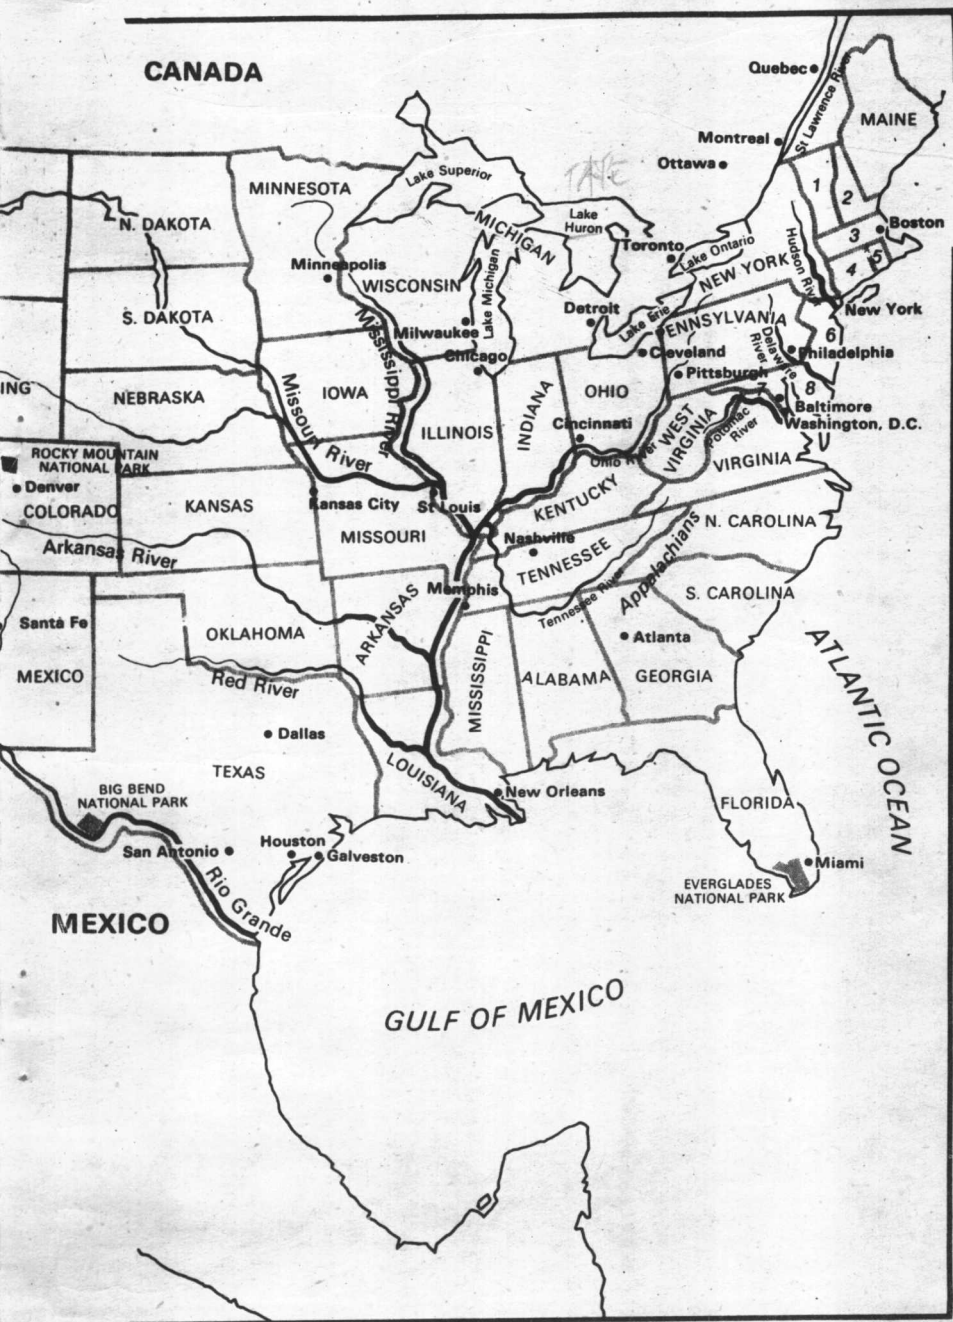 CANADA
Quebec
St Lawrence River
MAINE
Montreal
Ottawa
Lake Superior
TATE
MINNESOTA
1
2
N. DAKOTA
MICHIGAN
Lake
Huron
Boston
3
Toronto
Lake Ontario
Hudson River
5
4
Minneapolis
WISCONSIN
Lake Michigan
NEW YORK
S. DAKOTA
Mississippi River
Milwaukee
Detroit
Lake Erie
New York
PENNSYLVANIA
6
Chicago
Cleveland
Delaware
River
Philadelphia
ING
NEBRASKA
Missouri River
IOWA
ILLINOIS
INDIANA
OHIO
Pittsburgh
7
8
Baltimore
Washington, D.C.
Cincinnati
Ohio River
WEST
VIRGINIA
Potomac
River
VIRGINIA
ROCKY MOUNTAIN
NATIONAL PARK
Denver
COLORADO
KANSAS
Kansas City
St Louis
KENTUCKY
MISSOURI
Nashville
N. CAROLINA
Arkansas River
TENNESSEE
Memphis
Tennessee River
Appalachians
S. CAROLINA
Santa Fe
OKLAHOMA
ARKANSAS
Atlanta
MEXICO
Red River
MISSISSIPPI
ALABAMA
GEORGIA
ATLANTIC OCEAN
Dallas
TEXAS
LOUISIANA
New Orleans
FLORIDA
BIG BEND
NATIONAL PARK
San Antonio
Houston
Galveston
Miami
EVERGLADES
NATIONAL PARK
Rio Grande
MEXICO
GULF OF MEXICO